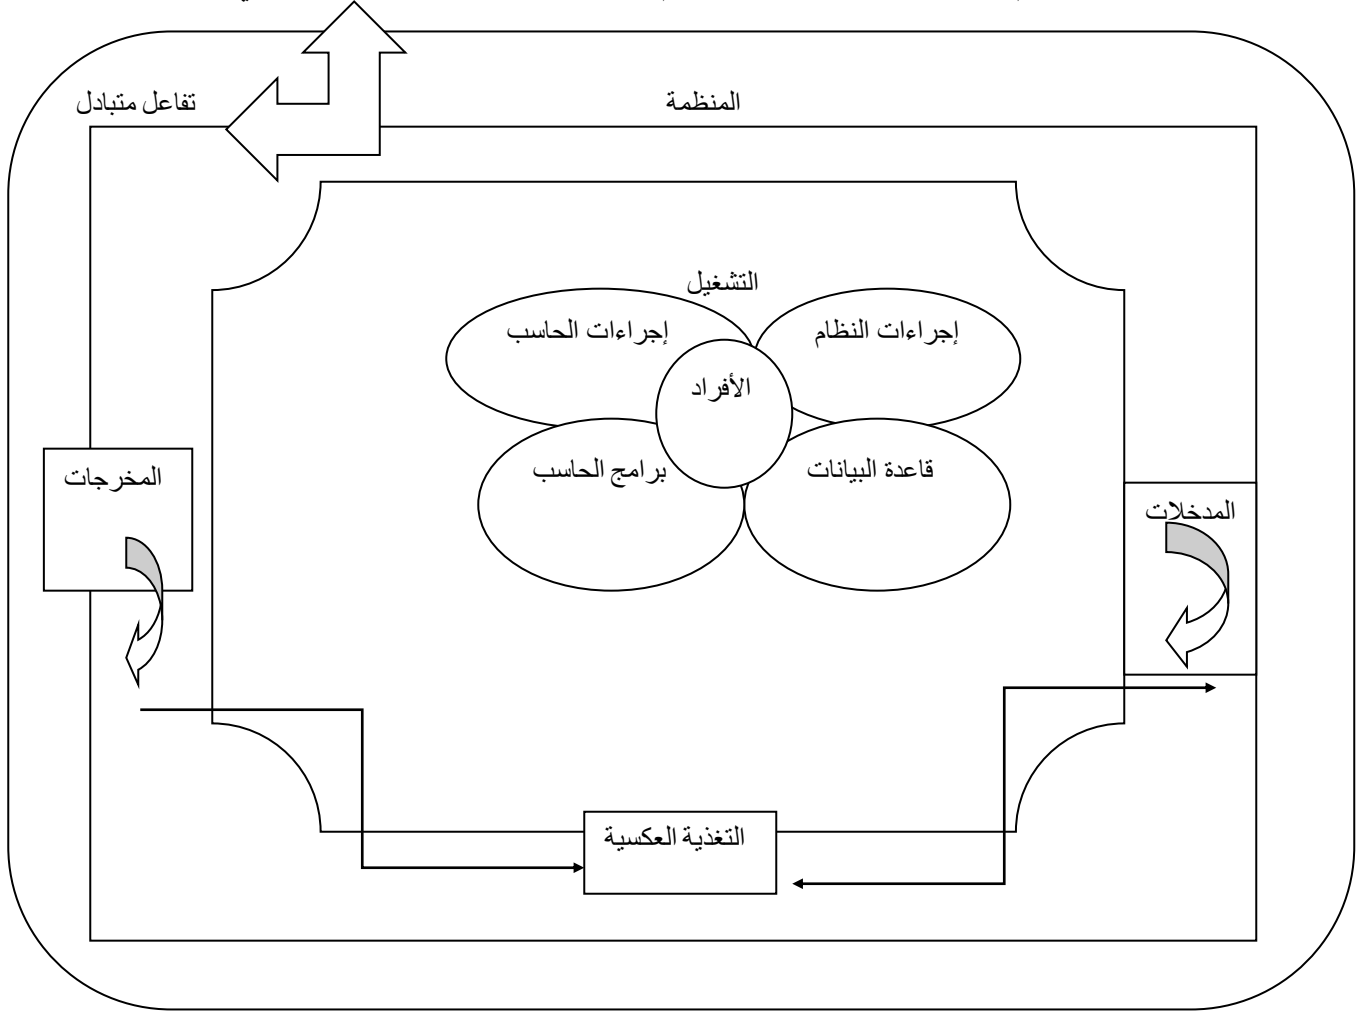 المنظمة
تفاعل متبادل
التشغيل
إجراءات النظام
إجراءات الحاسب
الأفراد
قاعدة البيانات
برامج الحاسب
المدخلات
المخرجات
التغذية العكسية